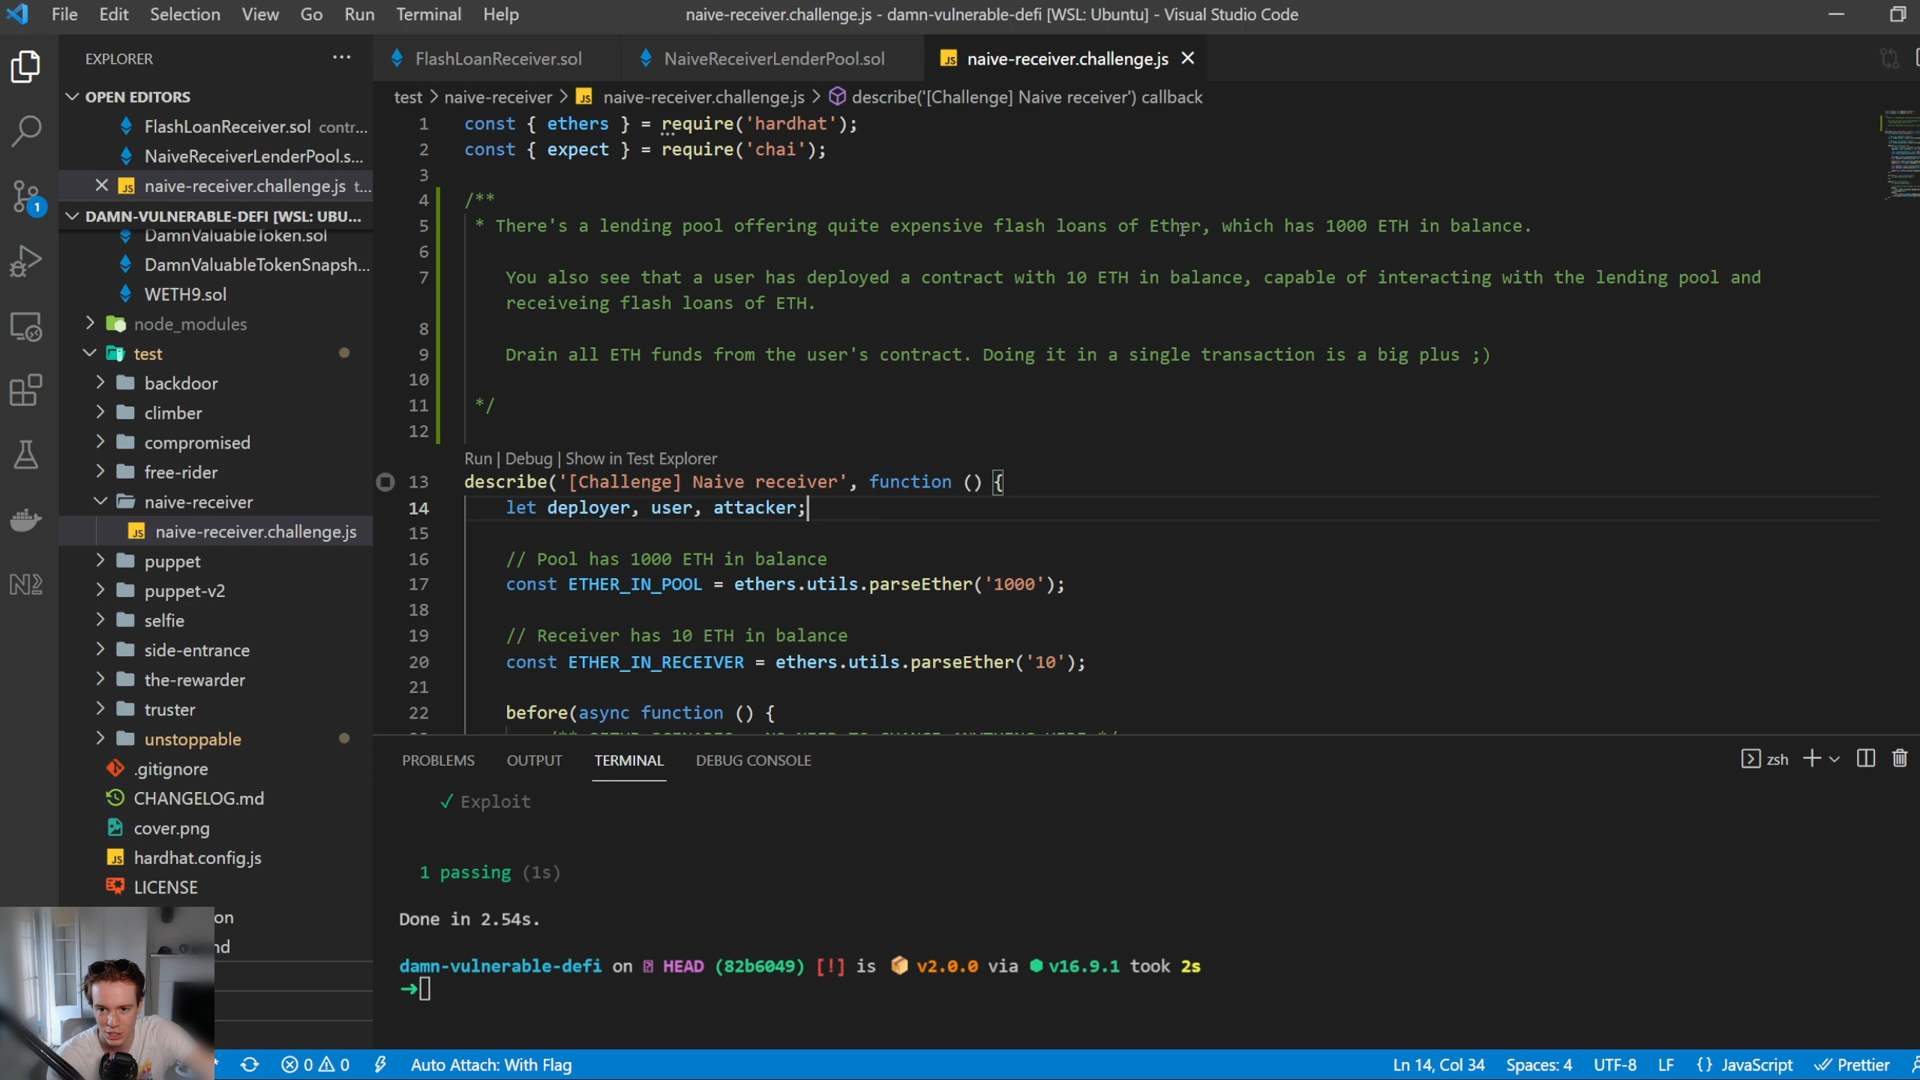 File Edit Selection View Go Run Terminal Help
naive-receiver.challenge.js - damn-vulnerable-defi [WSL: Ubuntu] - Visual Studio Code
EXPLORER
OPEN EDITORS
FlashLoanReceiver.sol contr...
NaiveReceiverLenderPool.s...
naive-receiver.challenge.js t...
DAMN-VULNERABLE-DEFI [WSL: UBU...
DamnValuableToken.sol
DamnValuableTokenSnapsh...
WETH9.sol
node_modules
test
backdoor
climber
compromised
free-rider
naive-receiver
naive-receiver.challenge.js
puppet
puppet-v2
selfie
side-entrance
the-rewarder
truster
unstoppable
.gitignore
CHANGELOG.md
cover.png
hardhat.config.js
LICENSE
1
FlashLoanReceiver.sol NaiveReceiverLenderPool.sol naive-receiver.challenge.js
test > naive-receiver > naive-receiver.challenge.js > describe('[Challenge] Naive receiver') callback
1 const { ethers } = require('hardhat');
2 const { expect } = require('chai');
3
4 /**
5 * There's a lending pool offering quite expensive flash loans of Ether, which has 1000 ETH in balance.
6
7 You also see that a user has deployed a contract with 10 ETH in balance, capable of interacting with the lending pool and
receiveing flash loans of ETH.
8
9 Drain all ETH funds from the user's contract. Doing it in a single transaction is a big plus ;)
10
11 */
12
Run | Debug | Show in Test Explorer
13 describe('[Challenge] Naive receiver', function () {
14 let deployer, user, attacker;
15
16 // Pool has 1000 ETH in balance
17 const ETHER_IN_POOL = ethers.utils.parseEther('1000');
18
19 // Receiver has 10 ETH in balance
20 const ETHER_IN_RECEIVER = ethers.utils.parseEther('10');
21
22 before(async function () {
PROBLEMS OUTPUT TERMINAL DEBUG CONSOLE
zsh
✓ Exploit
1 passing (1s)
Done in 2.54s.
damn-vulnerable-defi on HEAD (82b6049) [!] is v2.0.0 via v16.9.1 took 2s
→
0 0 Auto Attach: With Flag
Ln 14, Col 34 Spaces: 4 UTF-8 LF {} JavaScript Prettier